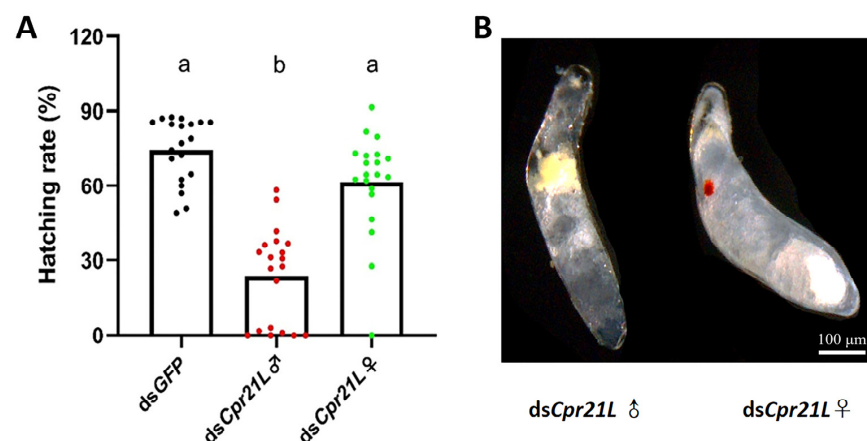 A
B
120
90
60
30
0
Hatching rate (%)
a
b
a
dsGFP
dsCpr21L♂
dsCpr21L♀
100 μm
dsCpr21L ♂
dsCpr21L ♀